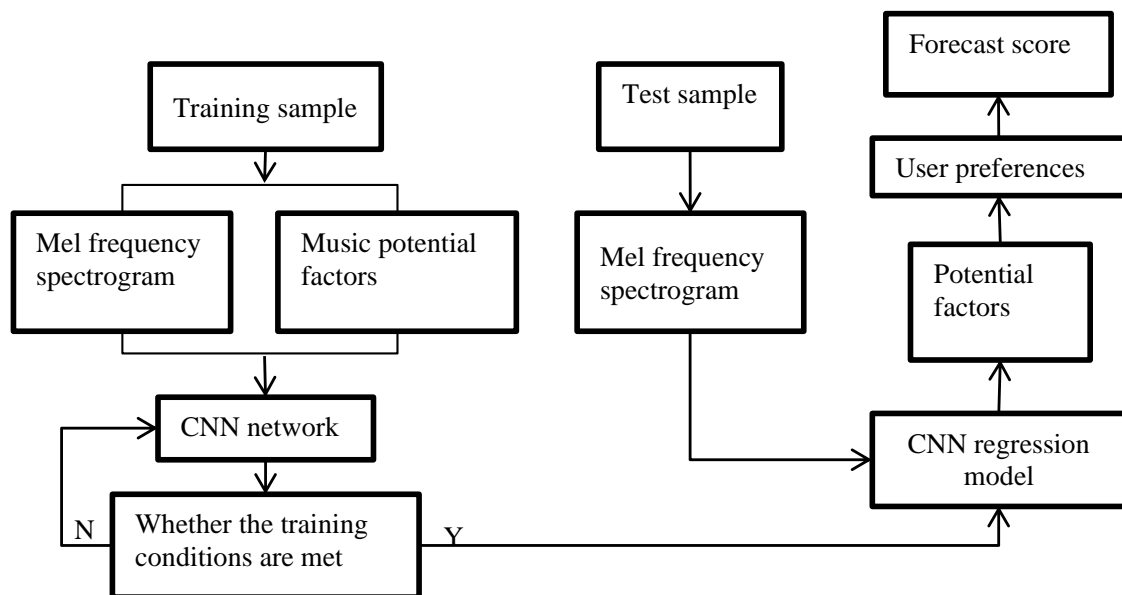 Training sample
Mel frequency
spectrogram
Music potential
factors
CNN network
N
Whether the training
conditions are met
Y
Test sample
Mel frequency
spectrogram
CNN regression
model
Potential
factors
User preferences
Forecast score